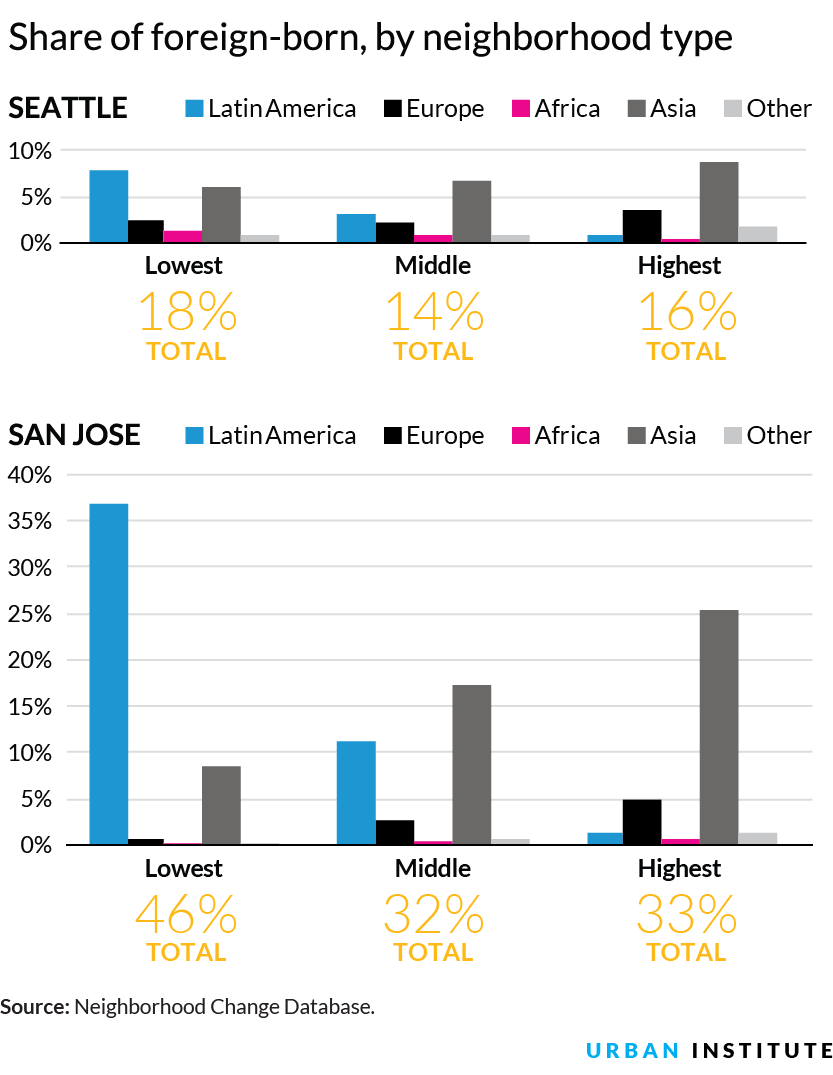 Share of foreign-born, by neighborhood type
SEATTLE Latin America Europe Africa Asia Other
10%
5%
0%
Lowest Middle Highest
18% 14% 16%
TOTAL TOTAL TOTAL
SAN JOSE Latin America Europe Africa Asia Other
40%
35%
30%
25%
20%
15%
10%
5%
0%
Lowest Middle Highest
46% 32% 33%
TOTAL TOTAL TOTAL
Source: Neighborhood Change Database.
URBAN INSTITUTE